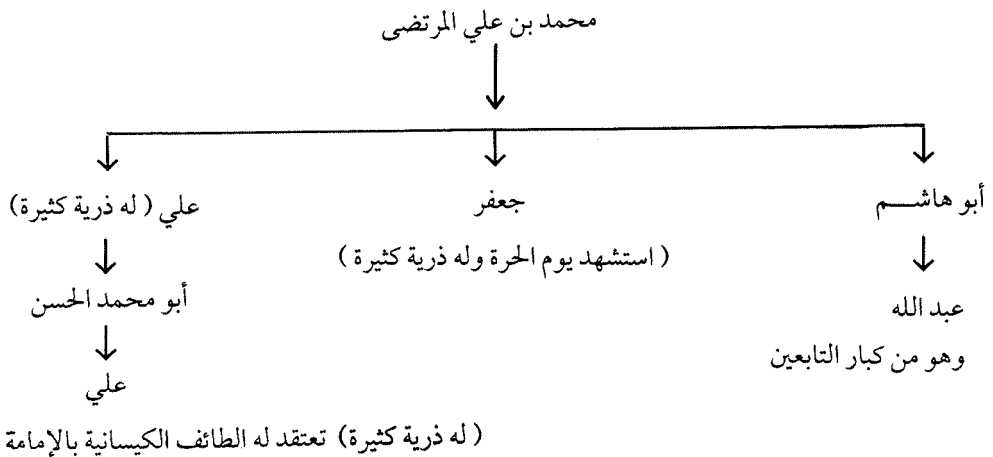 محمد بن علي المرتضى
أبو هاشـــم
جعفر
علي ( له ذرية كثيرة)
( استشهد يوم الحرة وله ذرية كثيرة )
عبد الله
أبو محمد الحسن
وهو من كبار التابعين
علي
( له ذرية كثيرة) تعتقد له الطائف الكيسانية بالإمامة